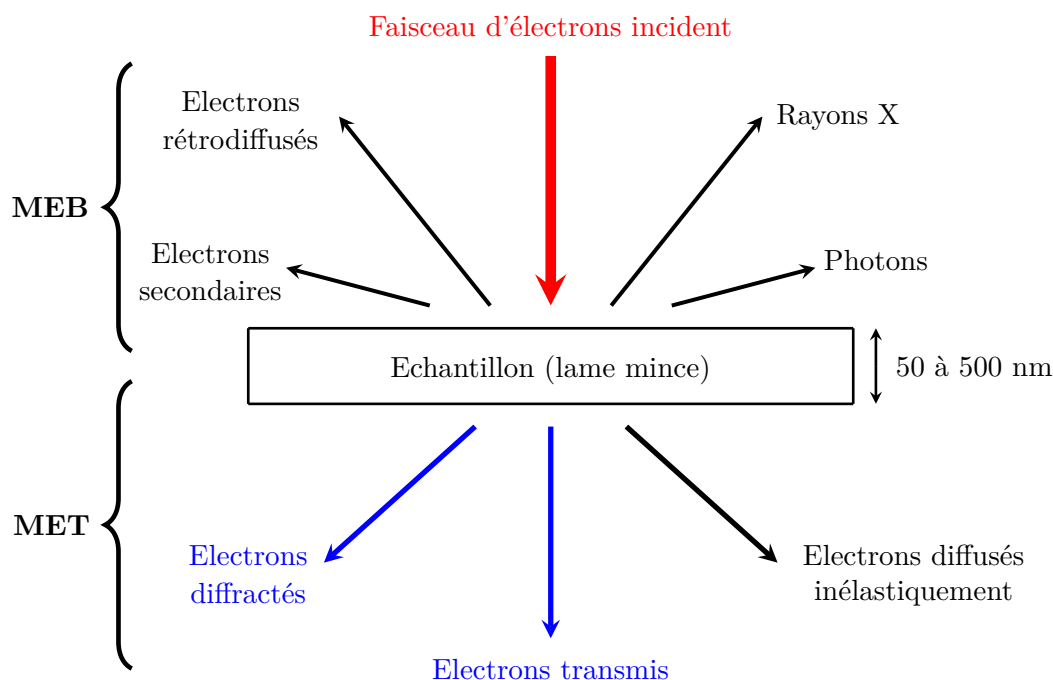 Faisceau d'électrons incident
Electrons
rétrodiffusés
Rayons X
MEB
Electrons
secondaires
Photons
Echantillon (lame mince)
50 à 500 nm
MET
Electrons
diffractés
Electrons diffusés
inélastiquement
Electrons transmis